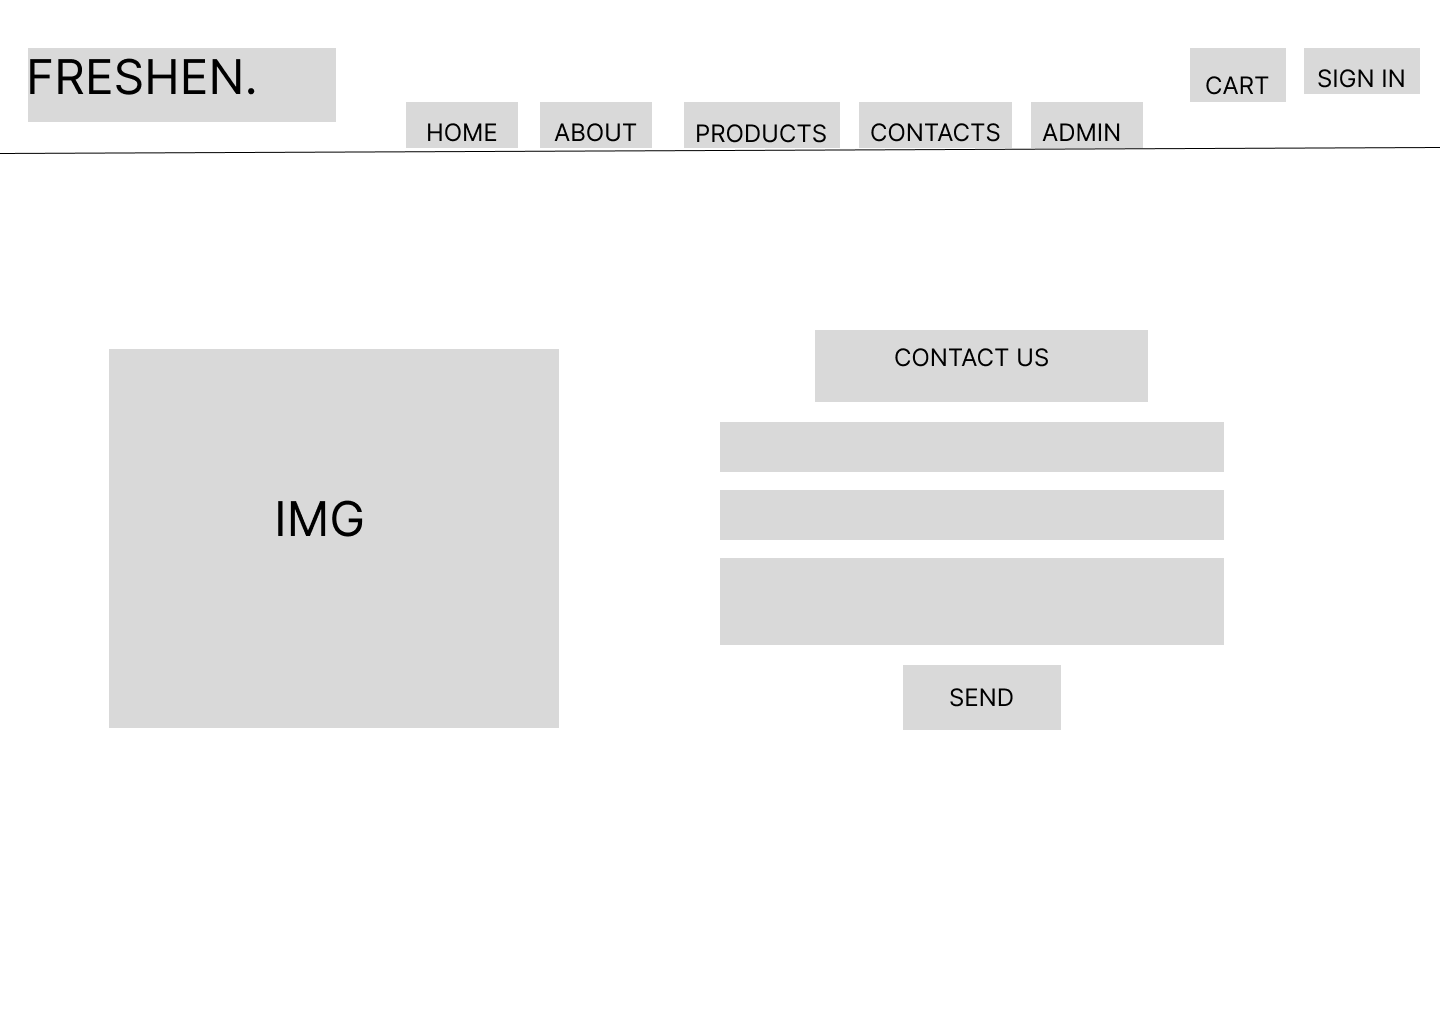 FRESHEN.
CART
SIGN IN
HOME
ABOUT
PRODUCTS
CONTACTS
ADMIN
CONTACT US
IMG
SEND